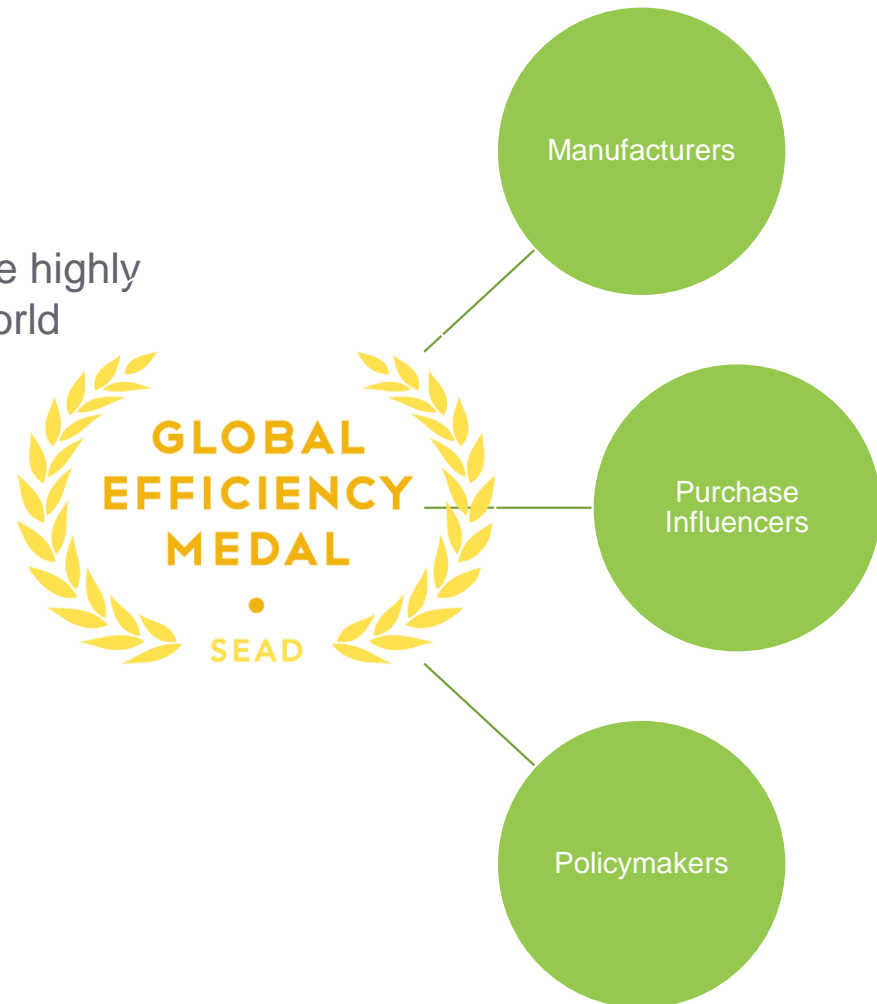 Manufacturers
e highly
orld
GLOBAL
EFFICIENCY
MEDAL
SEAD
Purchase
Influencers
Policymakers